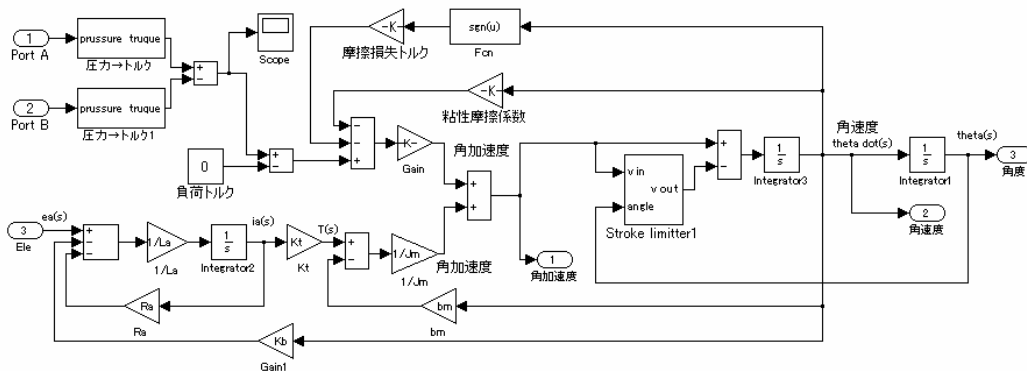 -K
摩擦損失トルク
sgn(u)
Fcn
1
Port A
prussure truque
圧力→トルク
Scope
2
Port B
prussure truque
圧力→トルク1
-K
粘性摩擦係数
0
負荷トルク
K-
Gain
角加速度
v in
angle
v out
Stroke limitter1
1
s
Integrator3
角速度
theta dot(s)
1
s
Integrator1
theta(s)
3
角度
2
角速度
1
角加速度
3
Ele
ea(s)
1/La
1/La
1
s
Integrator2
ia(s)
Kt
Kt
T(s)
1/Jm
1/Jm
角加速度
Ra
Ra
bm
bm
Kb
Gain1